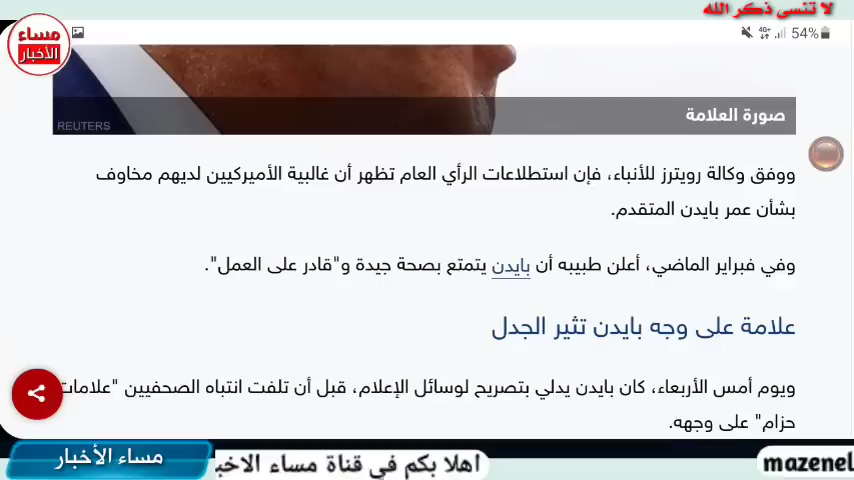 لا تنسى ذكر الله
مساء
الأخبار
4G+
54%
صورة العلامة
REUTERS
ووفق وكالة رويترز للأنباء، فإن استطلاعات الرأي العام تظهر أن غالبية الأميركيين لديهم مخاوف
بشأن عمر بايدن المتقدم.
وفي فبراير الماضي، أعلن طبيبه أن بايدن يتمتع بصحة جيدة و"قادر على العمل".
علامة على وجه بايدن تثير الجدل
ويوم أمس الأربعاء، كان بايدن يدلي بتصريح لوسائل الإعلام، قبل أن تلفت انتباه الصحفيين "علامات
حزام" على وجهه.
مساء الأخبار
اهلا بكم في قناة مساء الاخب
mazenel